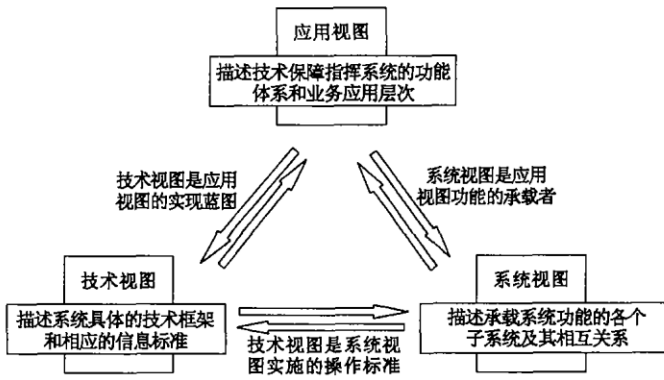 应用视图
描述技术保障指挥系统的功能
体系和业务应用层次
技术视图是应用
视图的实现蓝图
系统视图是应用
视图功能的承载者
技术视图
描述系统具体的技术框架
和相应的信息标准
系统视图
描述承载系统功能的各个
子系统及其相互关系
技术视图是系统视
图实施的操作标准